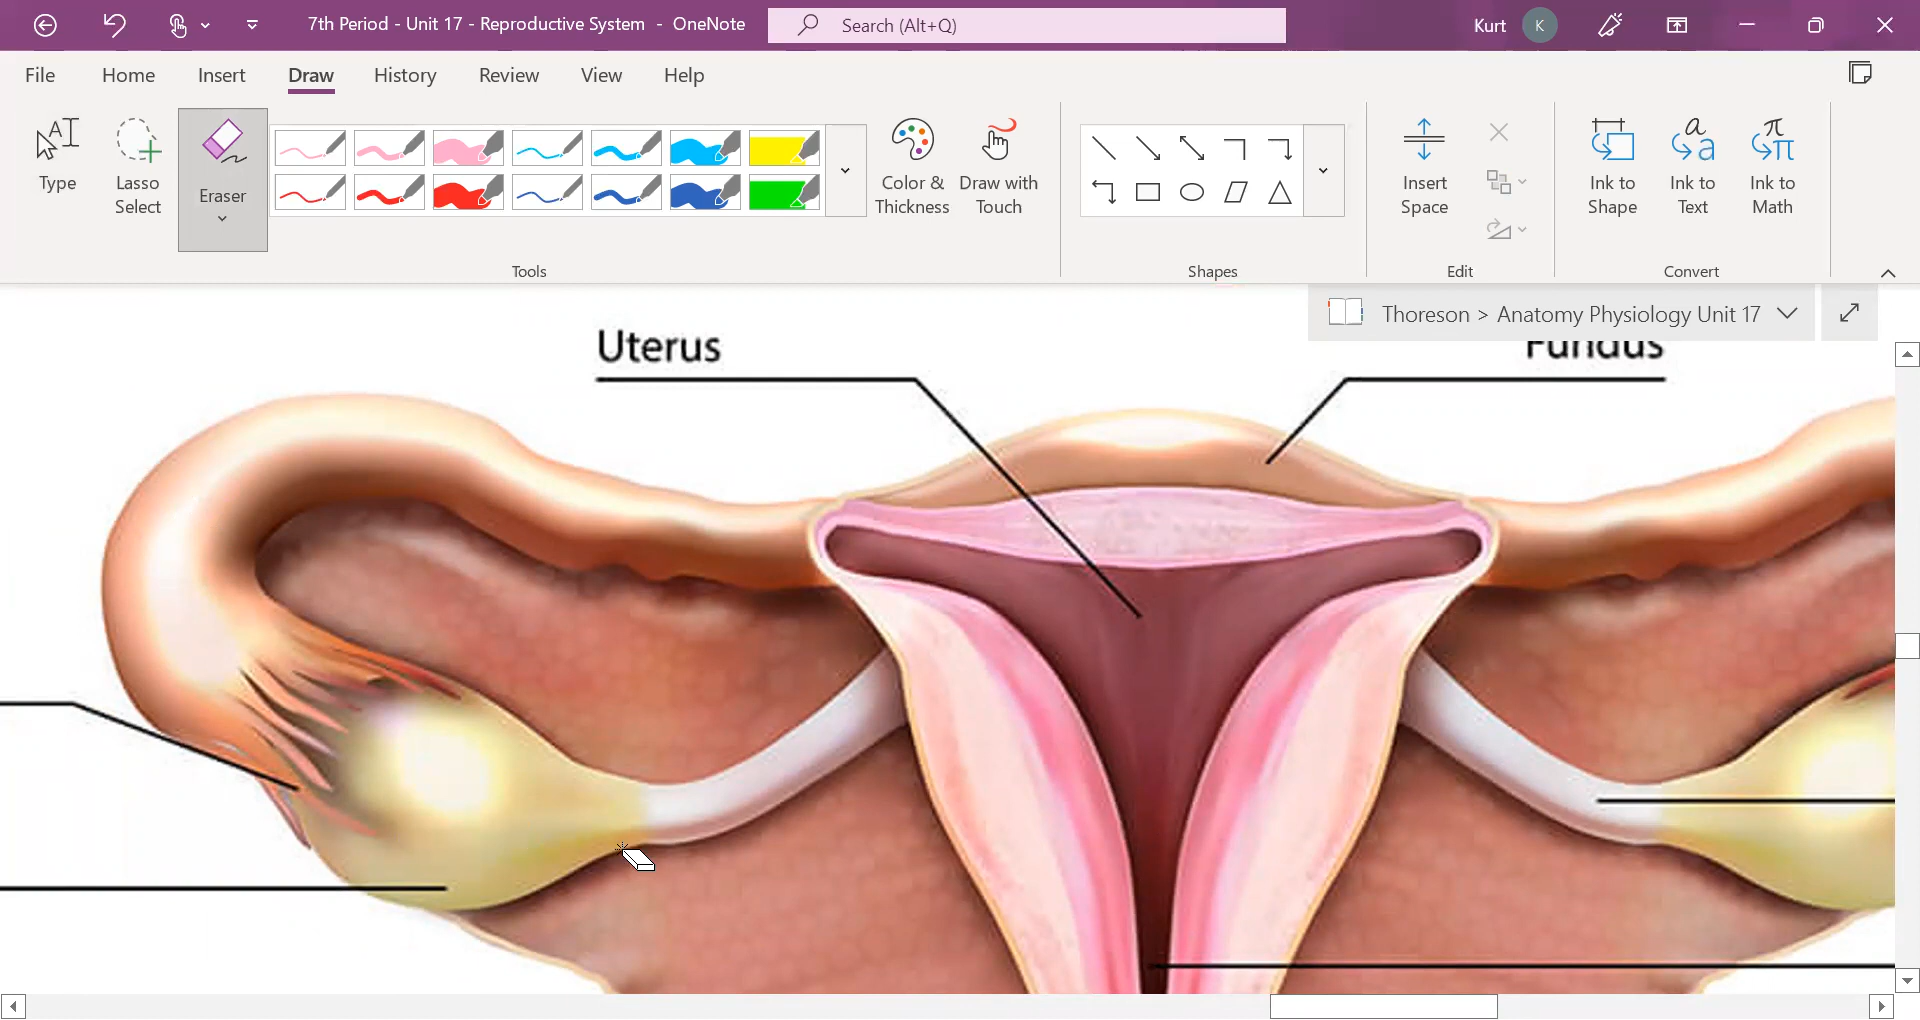 7th Period - Unit 17 - Reproductive System - OneNote
Search (Alt+Q)
Kurt
K
File Home Insert Draw History Review View Help
Type
Lasso Select
Eraser
Color & Thickness
Draw with Touch
Insert Space
Ink to Shape
Ink to Text
Ink to Math
Tools
Shapes
Edit
Convert
Thoreson > Anatomy Physiology Unit 17
Uterus
Fundus